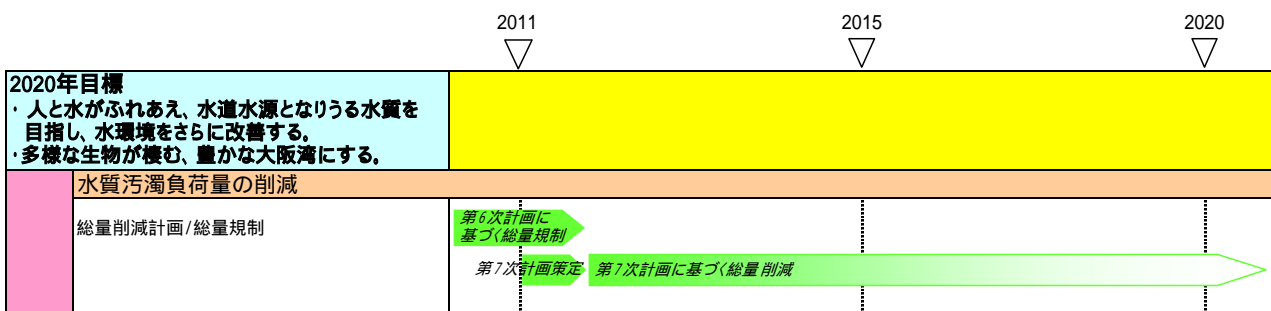 2011
2015
2020
2020年目標
・ 人と水がふれあえ、水道水源となりうる水質を
目指し、水環境をさらに改善する。
・多様な生物が棲む、豊かな大阪湾にする。
水質汚濁負荷量の削減
総量削減計画/総量規制
第6次計画に
基づく総量規制
第7次計画策定
第7次計画に基づく総量削減